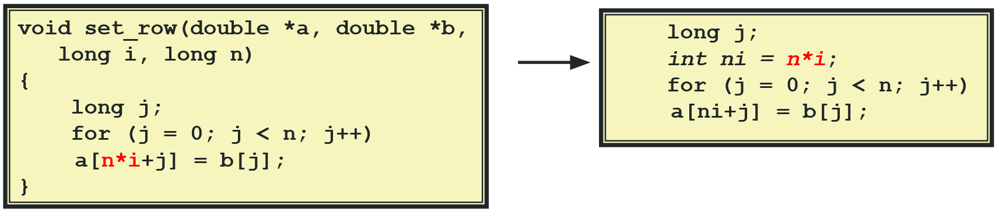 void set_row(double *a, double *b,
long i, long n)
{
long j;
for (j = 0; j < n; j++)
a[n*i+j] = b[j];
}
long j;
int ni = n*i;
for (j = 0; j < n; j++)
a[ni+j] = b[j];